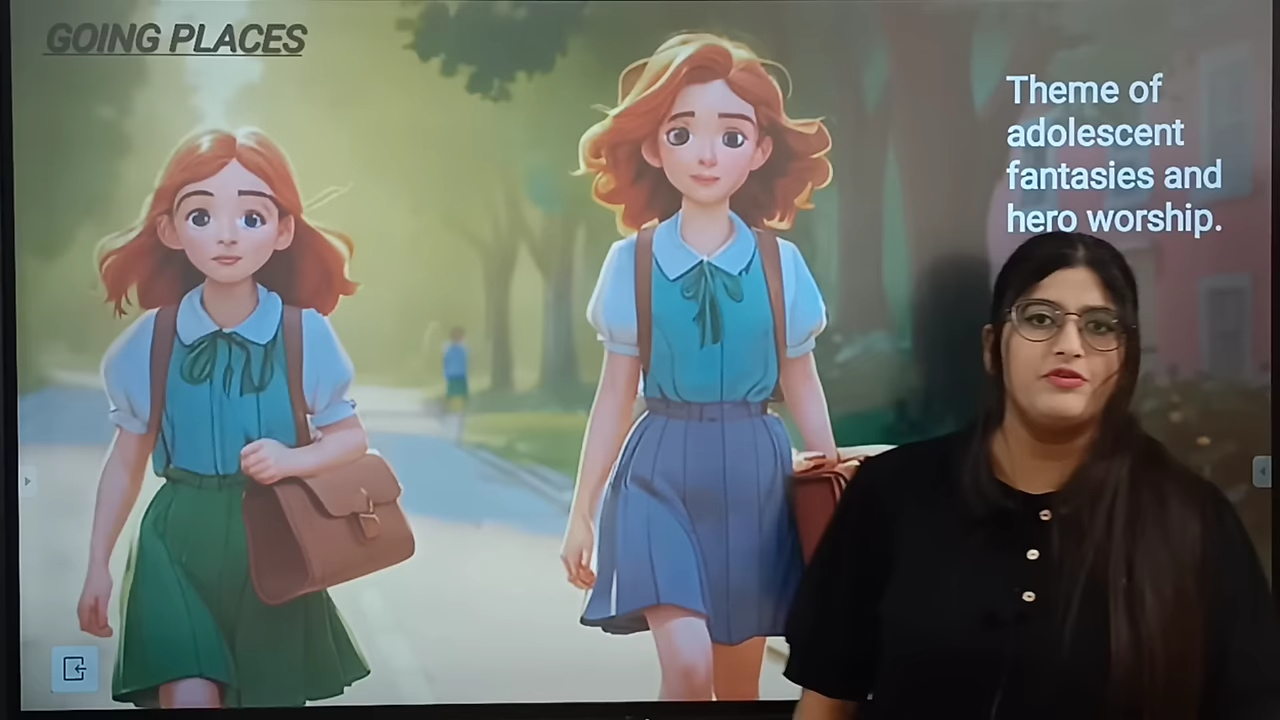 GOING PLACES
Theme of
adolescent
fantasies and
hero worship.